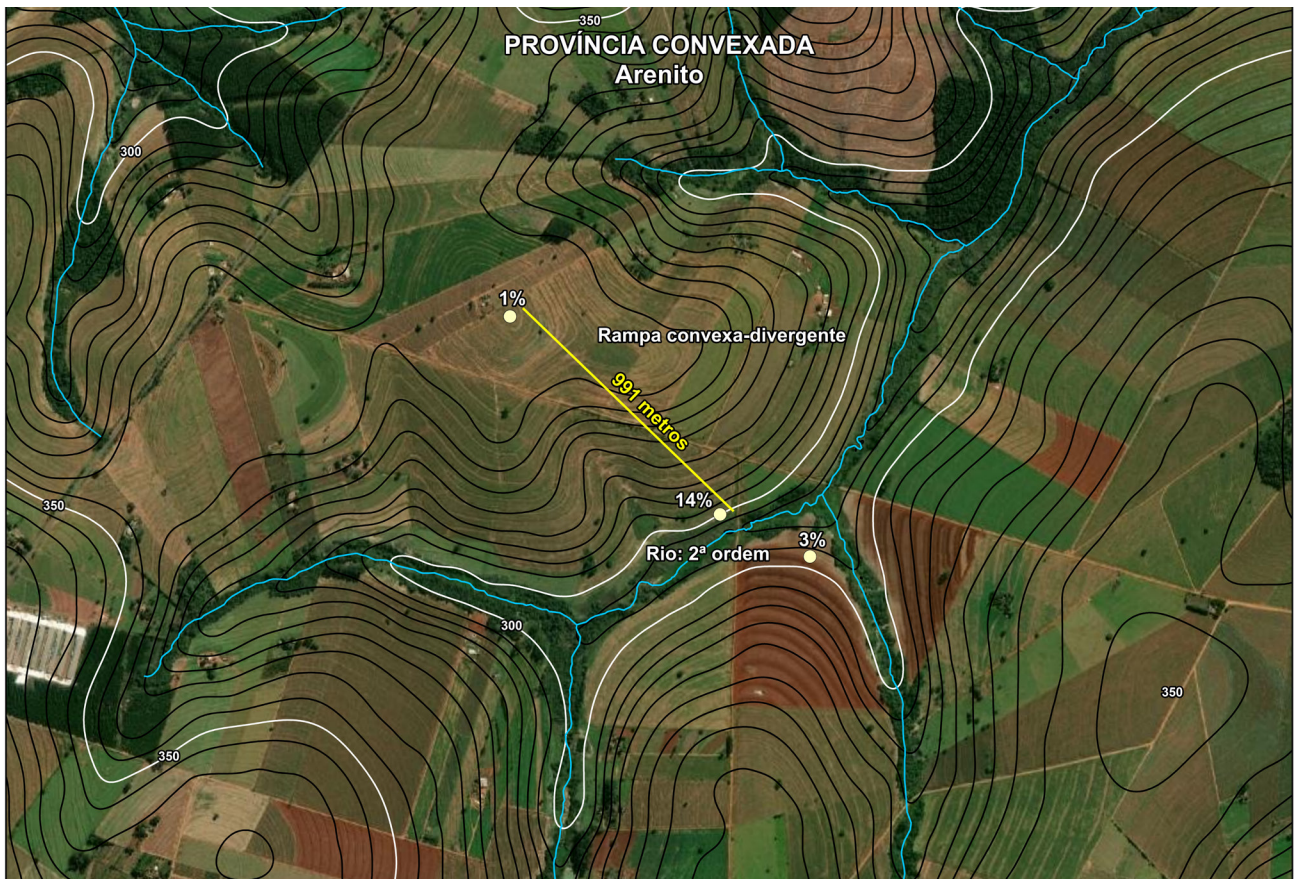 350
PROVÍNCIA CONVEXADA
Arenito
300
1%
Rampa convexa-divergente
991 metros
350
14%
3%
Rio: 2ª ordem
300
350
350